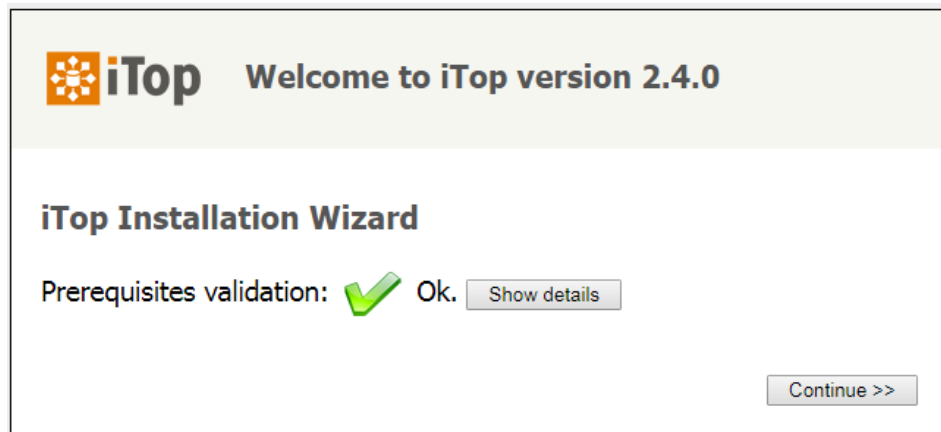 iTop Welcome to iTop version 2.4.0
iTop Installation Wizard
Prerequisites validation: Ok. Show details
Continue >>